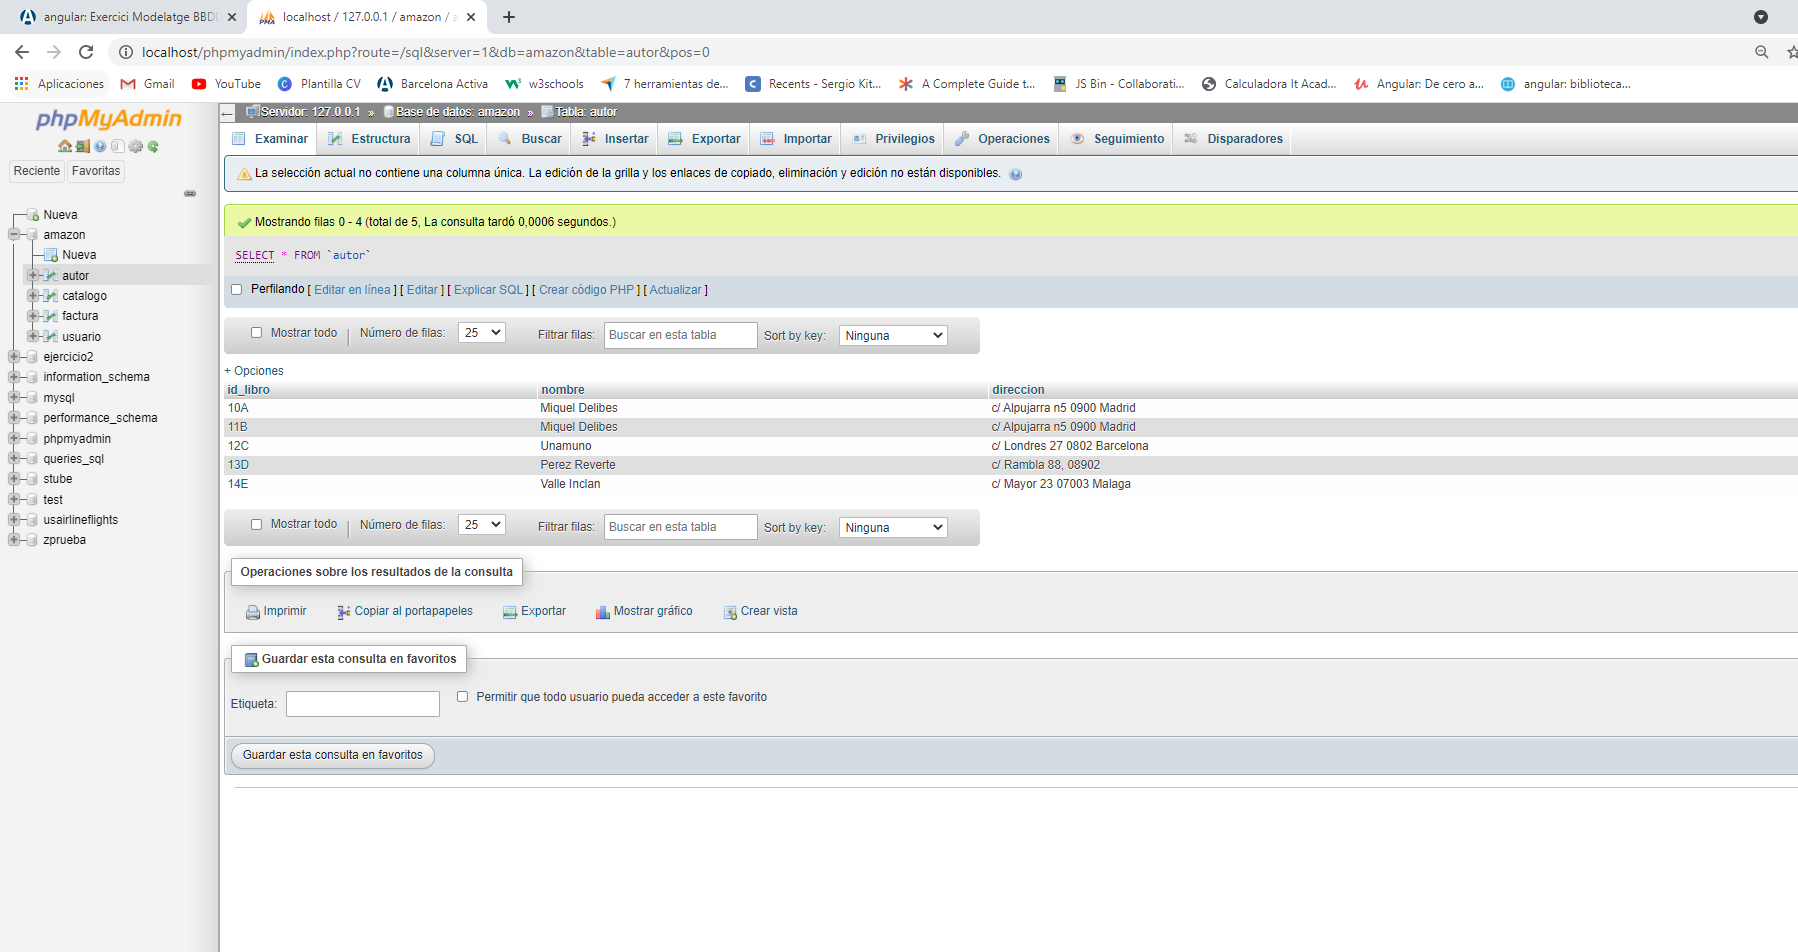 angular: Exercici Modelatge BBD
localhost / 127.0.0.1 / amazon /
localhost/phpmyadmin/index.php?route=/sql&server=1&db=amazon&table=autor&pos=0
Aplicaciones Gmail YouTube Plantilla CV Barcelona Activa w3schools 7 herramientas de... Recents - Sergio Kit... A Complete Guide t... JS Bin - Collaborati... Calculadora It Acad... Angular: De cero a... angular: biblioteca...
phpMyAdmin
Reciente Favoritas
Nueva
amazon
Nueva
autor
catalogo
factura
usuario
ejercicio2
information_schema
mysql
performance_schema
phpmyadmin
queries_sql
stube
test
usairlineflights
zprueba
Servidor: 127.0.0.1 » Base de datos: amazon » Tabla: autor
Examinar Estructura SQL Buscar Insertar Exportar Importar Privilegios Operaciones Seguimiento Disparadores
La selección actual no contiene una columna única. La edición de la grilla y los enlaces de copiado, eliminación y edición no están disponibles.
Mostrando filas 0 - 4 (total de 5, La consulta tardó 0,0006 segundos.)
SELECT * FROM `autor`
Perfilando [ Editar en línea ] [ Editar ] [ Explicar SQL ] [ Crear código PHP ] [ Actualizar ]
Mostrar todo | Número de filas: 25 Filtrar filas: Buscar en esta tabla Sort by key: Ninguna
+ Opciones
id_libro nombre direccion
10A Miquel Delibes c/ Alpujarra n5 0900 Madrid
11B Miquel Delibes c/ Alpujarra n5 0900 Madrid
12C Unamuno c/ Londres 27 0802 Barcelona
13D Perez Reverte c/ Rambla 88, 08902
14E Valle Inclan c/ Mayor 23 07003 Malaga
Mostrar todo | Número de filas: 25 Filtrar filas: Buscar en esta tabla Sort by key: Ninguna
Operaciones sobre los resultados de la consulta
Imprimir Copiar al portapapeles Exportar Mostrar gráfico Crear vista
Guardar esta consulta en favoritos
Etiqueta: Permitir que todo usuario pueda acceder a este favorito
Guardar esta consulta en favoritos